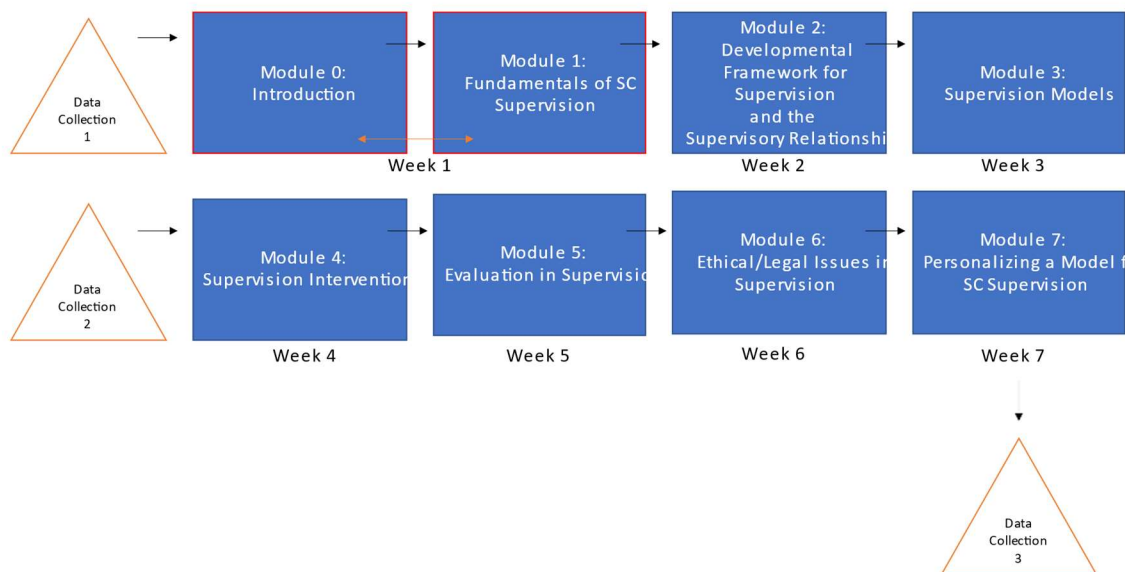 Data
Collection
1
Module 0:
Introduction
Module 1:
Fundamentals of SC
Supervision
Week 1
Module 2:
Developmental
Framework for
Supervision
and the
Supervisory Relationshi
Week 2
Module 3:
Supervision Models
Week 3
Data
Collection
2
Module 4:
Supervision Intervention
Week 4
Module 5:
Evaluation in Supervisio
Week 5
Module 6:
Ethical/Legal Issues in
Supervision
Week 6
Module 7:
Personalizing a Model f
SC Supervision
Week 7
Data
Collection
3